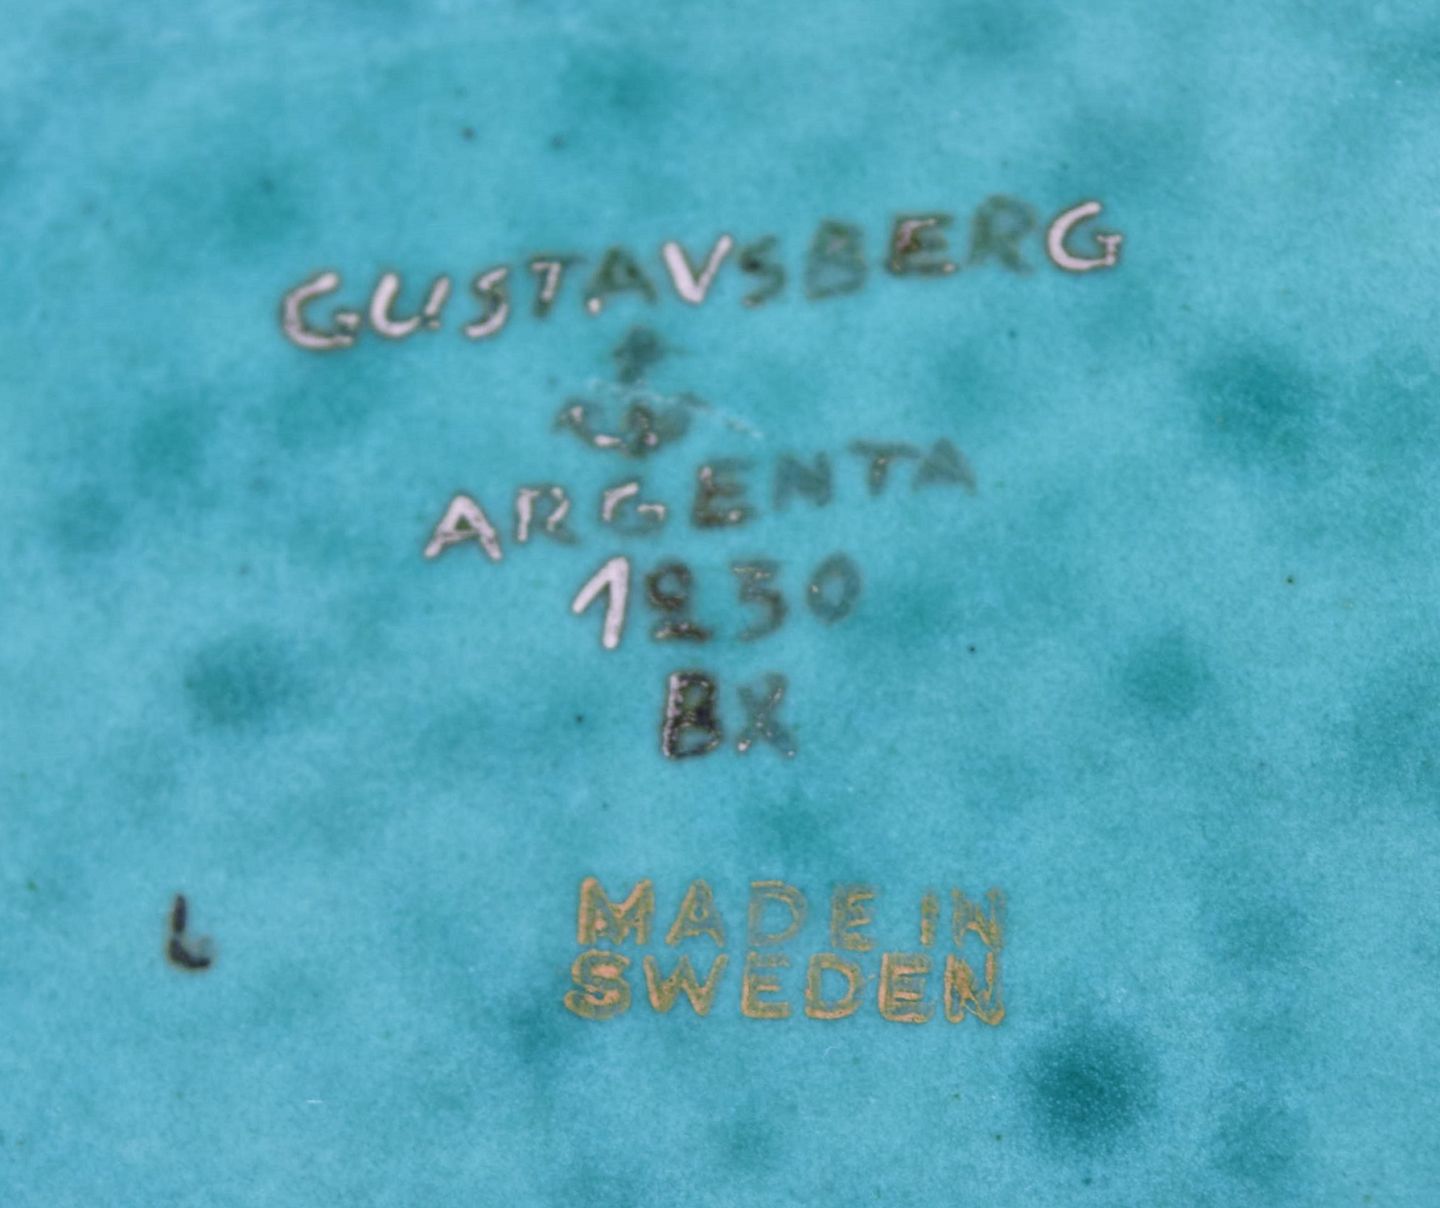 GUSTAVSBERG
ARGENTA
1230
BX
L
MADE IN
SWEDEN